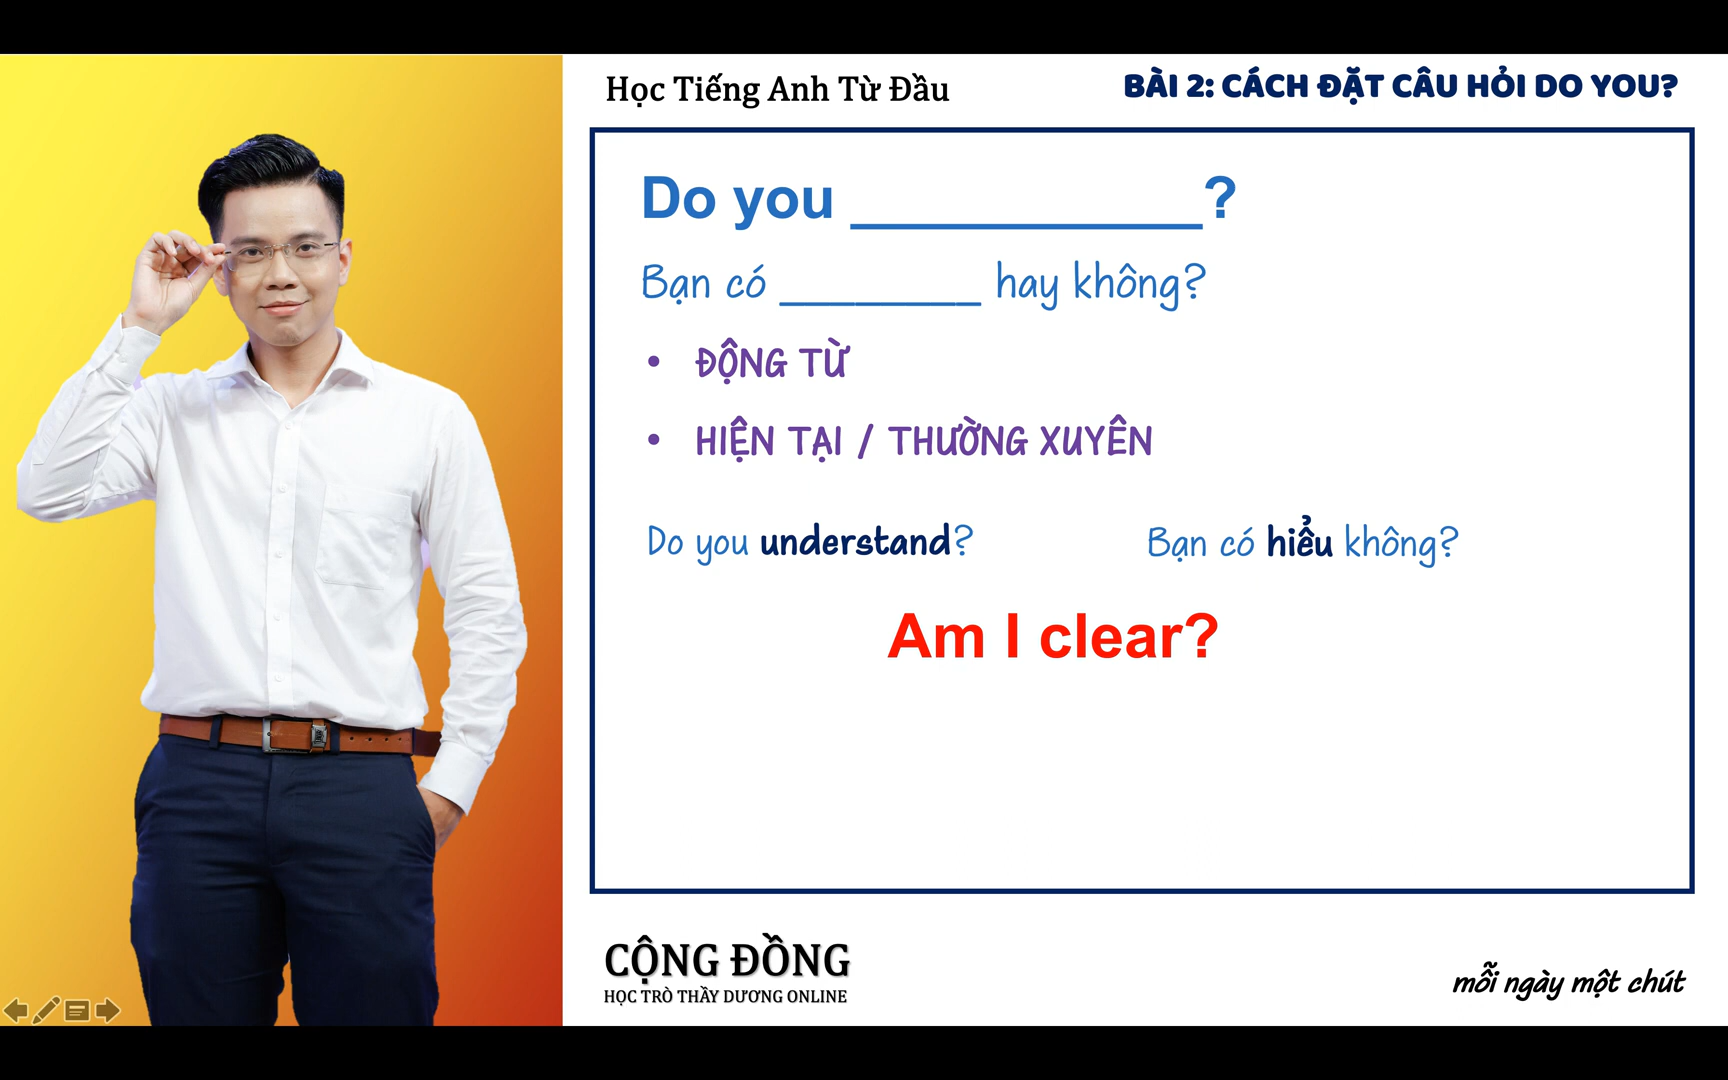 Học Tiếng Anh Từ Đầu
BÀI 2: CÁCH ĐẶT CÂU HỎI DO YOU?
Do you ____________?
Bạn có ________ hay không?
• ĐỘNG TỪ
• HIỆN TẠI / THƯỜNG XUYÊN
Do you understand?
Bạn có hiểu không?
Am I clear?
CỘNG ĐỒNG
HỌC TRÒ THẦY DƯƠNG ONLINE
mỗi ngày một chút